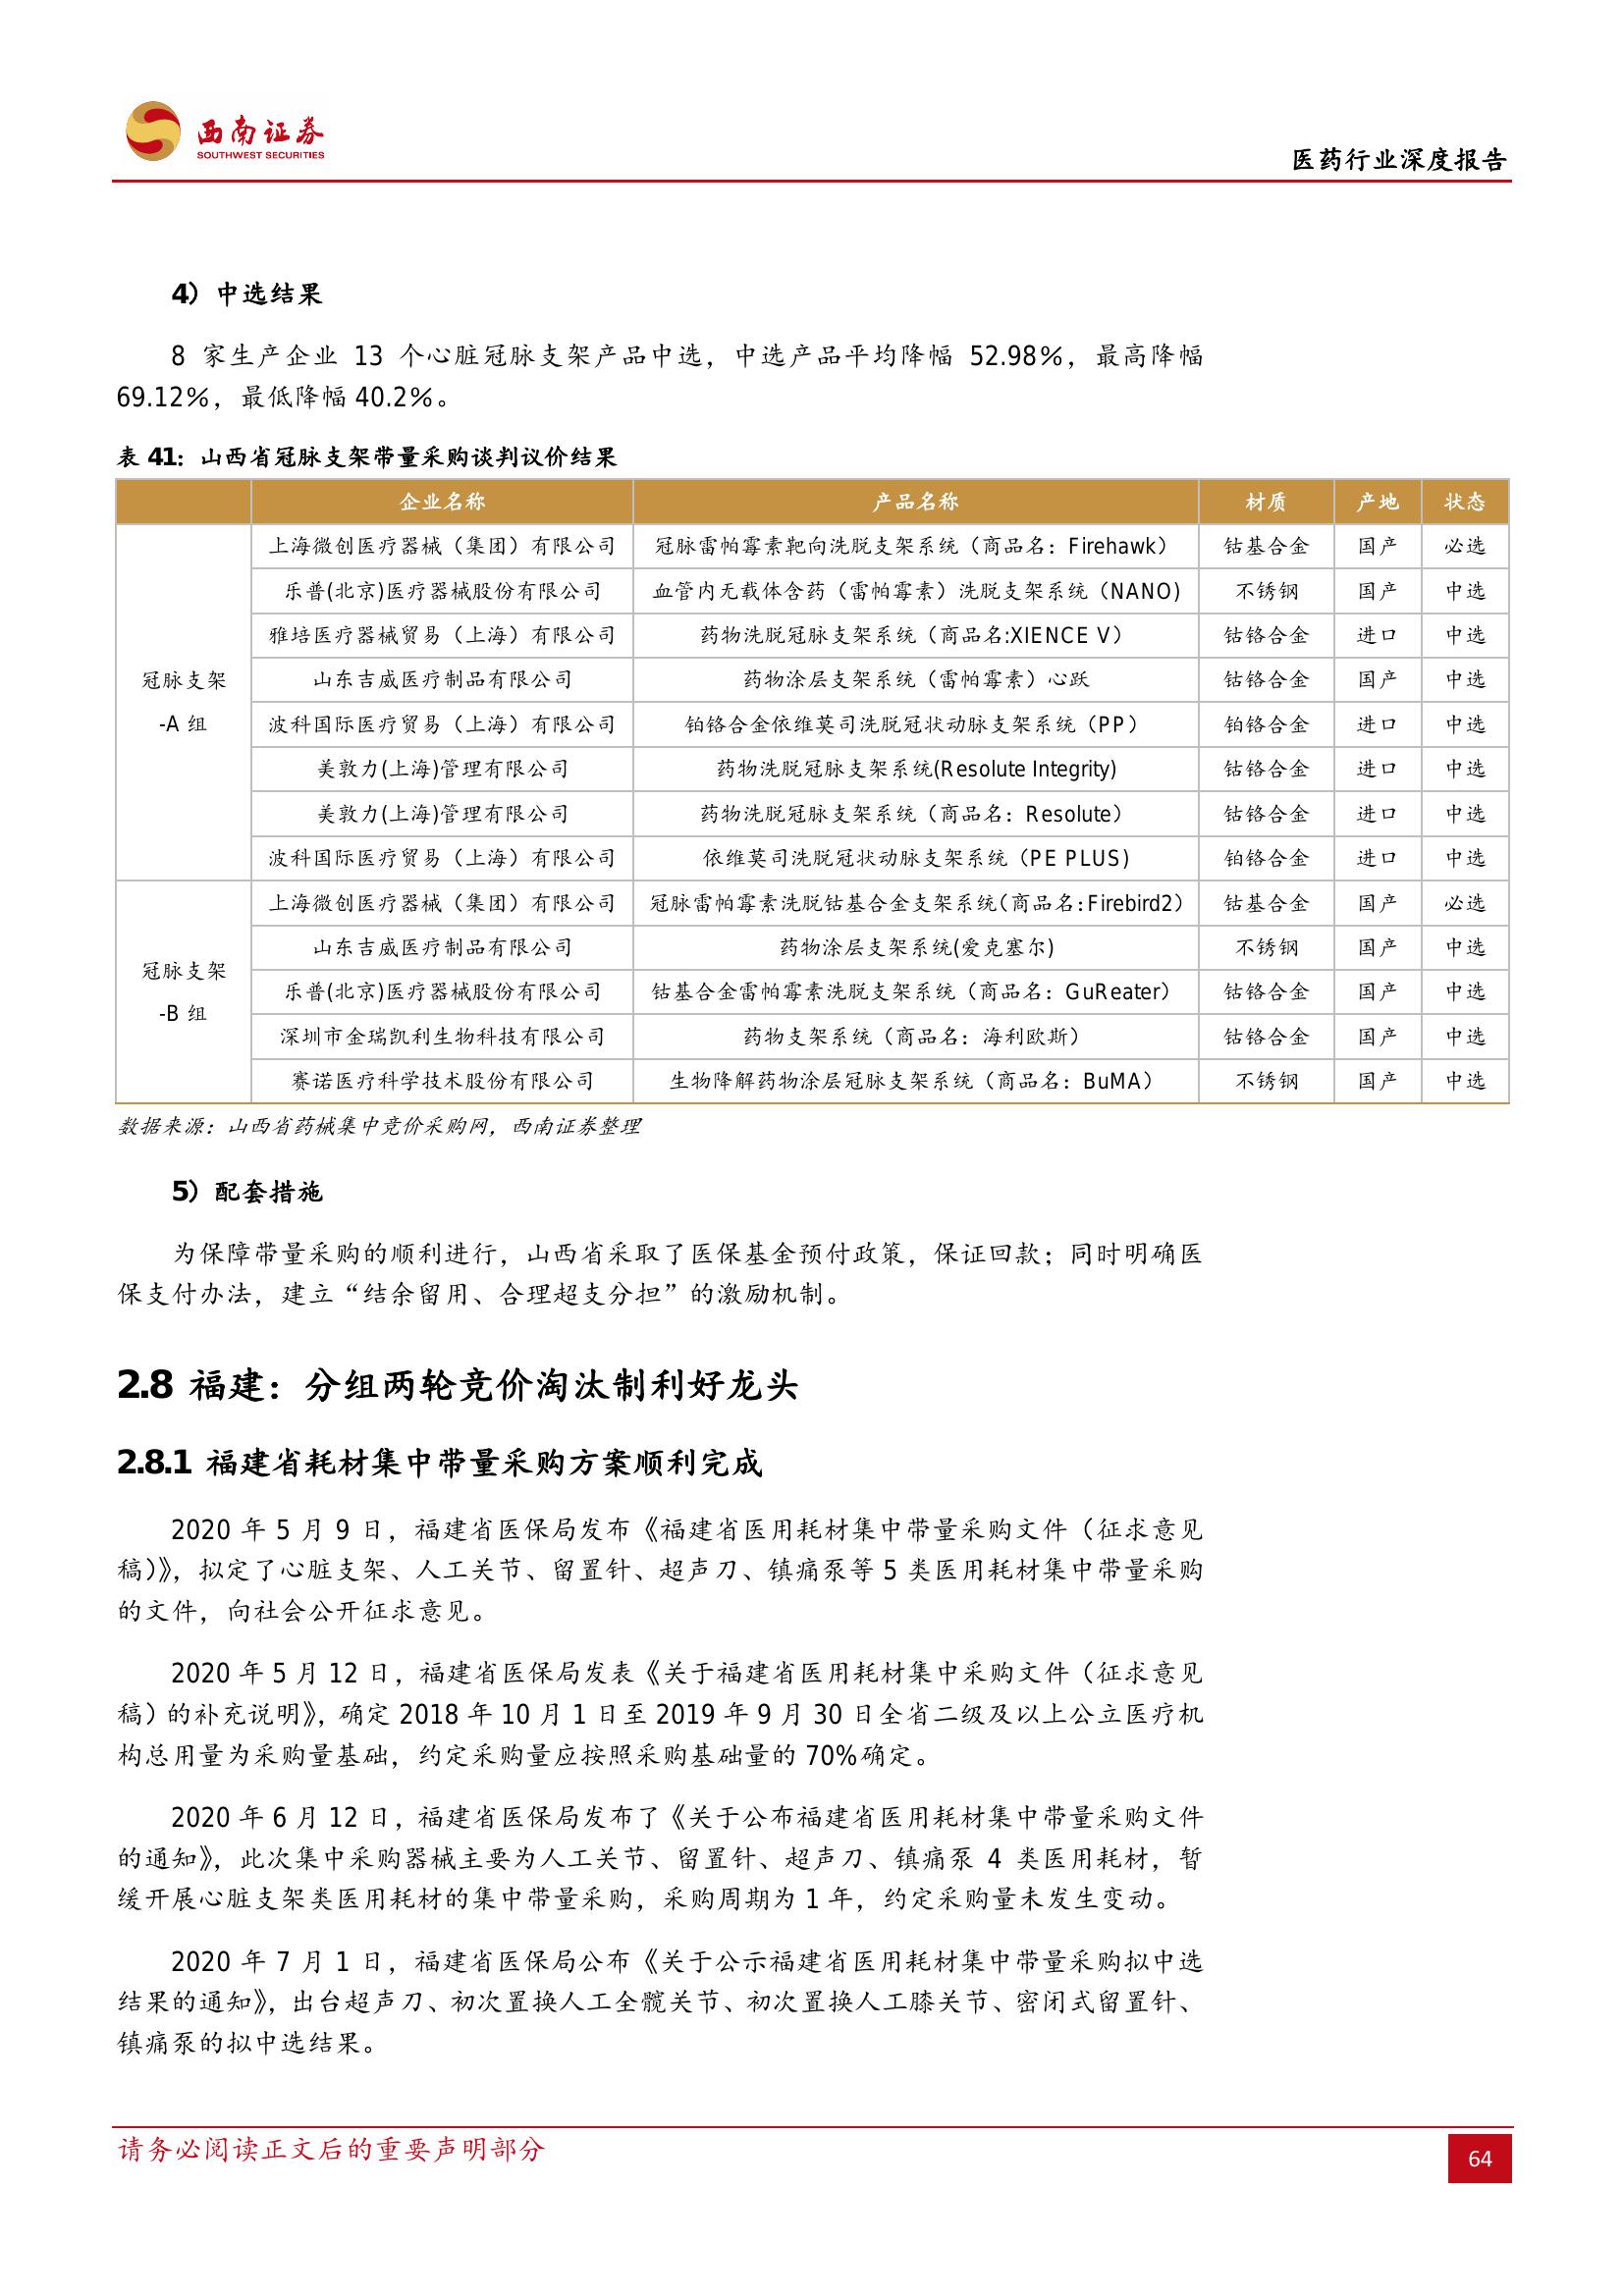 西南证券
SOUTHWEST SECURITIES
医药行业深度报告
4）中选结果
8 家生产企业 13 个心脏冠脉支架产品中选，中选产品平均降幅 52.98%，最高降幅
69.12%，最低降幅 40.2%。
表 41：山西省冠脉支架带量采购谈判议价结果
企业名称 产品名称 材质 产地 状态
冠脉支架
-A 组
上海微创医疗器械（集团）有限公司 冠脉雷帕霉素靶向洗脱支架系统（商品名：Firehawk） 钴基合金 国产 必选
乐普(北京)医疗器械股份有限公司 血管内无载体含药（雷帕霉素）洗脱支架系统（NANO) 不锈钢 国产 中选
雅培医疗器械贸易（上海）有限公司 药物洗脱冠脉支架系统（商品名:XIENCE V） 钴铬合金 进口 中选
山东吉威医疗制品有限公司 药物涂层支架系统（雷帕霉素）心跃 钴铬合金 国产 中选
波科国际医疗贸易（上海）有限公司 铂铬合金依维莫司洗脱冠状动脉支架系统（PP） 铂铬合金 进口 中选
美敦力(上海)管理有限公司 药物洗脱冠脉支架系统(Resolute Integrity) 钴铬合金 进口 中选
美敦力(上海)管理有限公司 药物洗脱冠脉支架系统（商品名：Resolute） 钴铬合金 进口 中选
波科国际医疗贸易（上海）有限公司 依维莫司洗脱冠状动脉支架系统（PE PLUS) 铂铬合金 进口 中选
冠脉支架
-B 组
上海微创医疗器械（集团）有限公司 冠脉雷帕霉素洗脱钴基合金支架系统(商品名:Firebird2） 钴基合金 国产 必选
山东吉威医疗制品有限公司 药物涂层支架系统(爱克塞尔) 不锈钢 国产 中选
乐普(北京)医疗器械股份有限公司 钴基合金雷帕霉素洗脱支架系统（商品名：GuReater） 钴铬合金 国产 中选
深圳市金瑞凯利生物科技有限公司 药物支架系统（商品名：海利欧斯） 钴铬合金 国产 中选
赛诺医疗科学技术股份有限公司 生物降解药物涂层冠脉支架系统（商品名：BuMA） 不锈钢 国产 中选
数据来源：山西省药械集中竞价采购网，西南证券整理
5）配套措施
为保障带量采购的顺利进行，山西省采取了医保基金预付政策，保证回款；同时明确医
保支付办法，建立“结余留用、合理超支分担”的激励机制。
2.8 福建：分组两轮竞价淘汰制利好龙头
2.8.1 福建省耗材集中带量采购方案顺利完成
2020 年 5 月 9 日，福建省医保局发布《福建省医用耗材集中带量采购文件（征求意见
稿）》，拟定了心脏支架、人工关节、留置针、超声刀、镇痛泵等 5 类医用耗材集中带量采购
的文件，向社会公开征求意见。
2020 年 5 月 12 日，福建省医保局发表《关于福建省医用耗材集中采购文件（征求意见
稿）的补充说明》，确定 2018 年 10 月 1 日至 2019 年 9 月 30 日全省二级及以上公立医疗机
构总用量为采购量基础，约定采购量应按照采购基础量的 70%确定。
2020 年 6 月 12 日，福建省医保局发布了《关于公布福建省医用耗材集中带量采购文件
的通知》，此次集中采购器械主要为人工关节、留置针、超声刀、镇痛泵 4 类医用耗材，暂
缓开展心脏支架类医用耗材的集中带量采购，采购周期为 1 年，约定采购量未发生变动。
2020 年 7 月 1 日，福建省医保局公布《关于公示福建省医用耗材集中带量采购拟中选
结果的通知》，出台超声刀、初次置换人工全髋关节、初次置换人工膝关节、密闭式留置针、
镇痛泵的拟中选结果。
请务必阅读正文后的重要声明部分
64